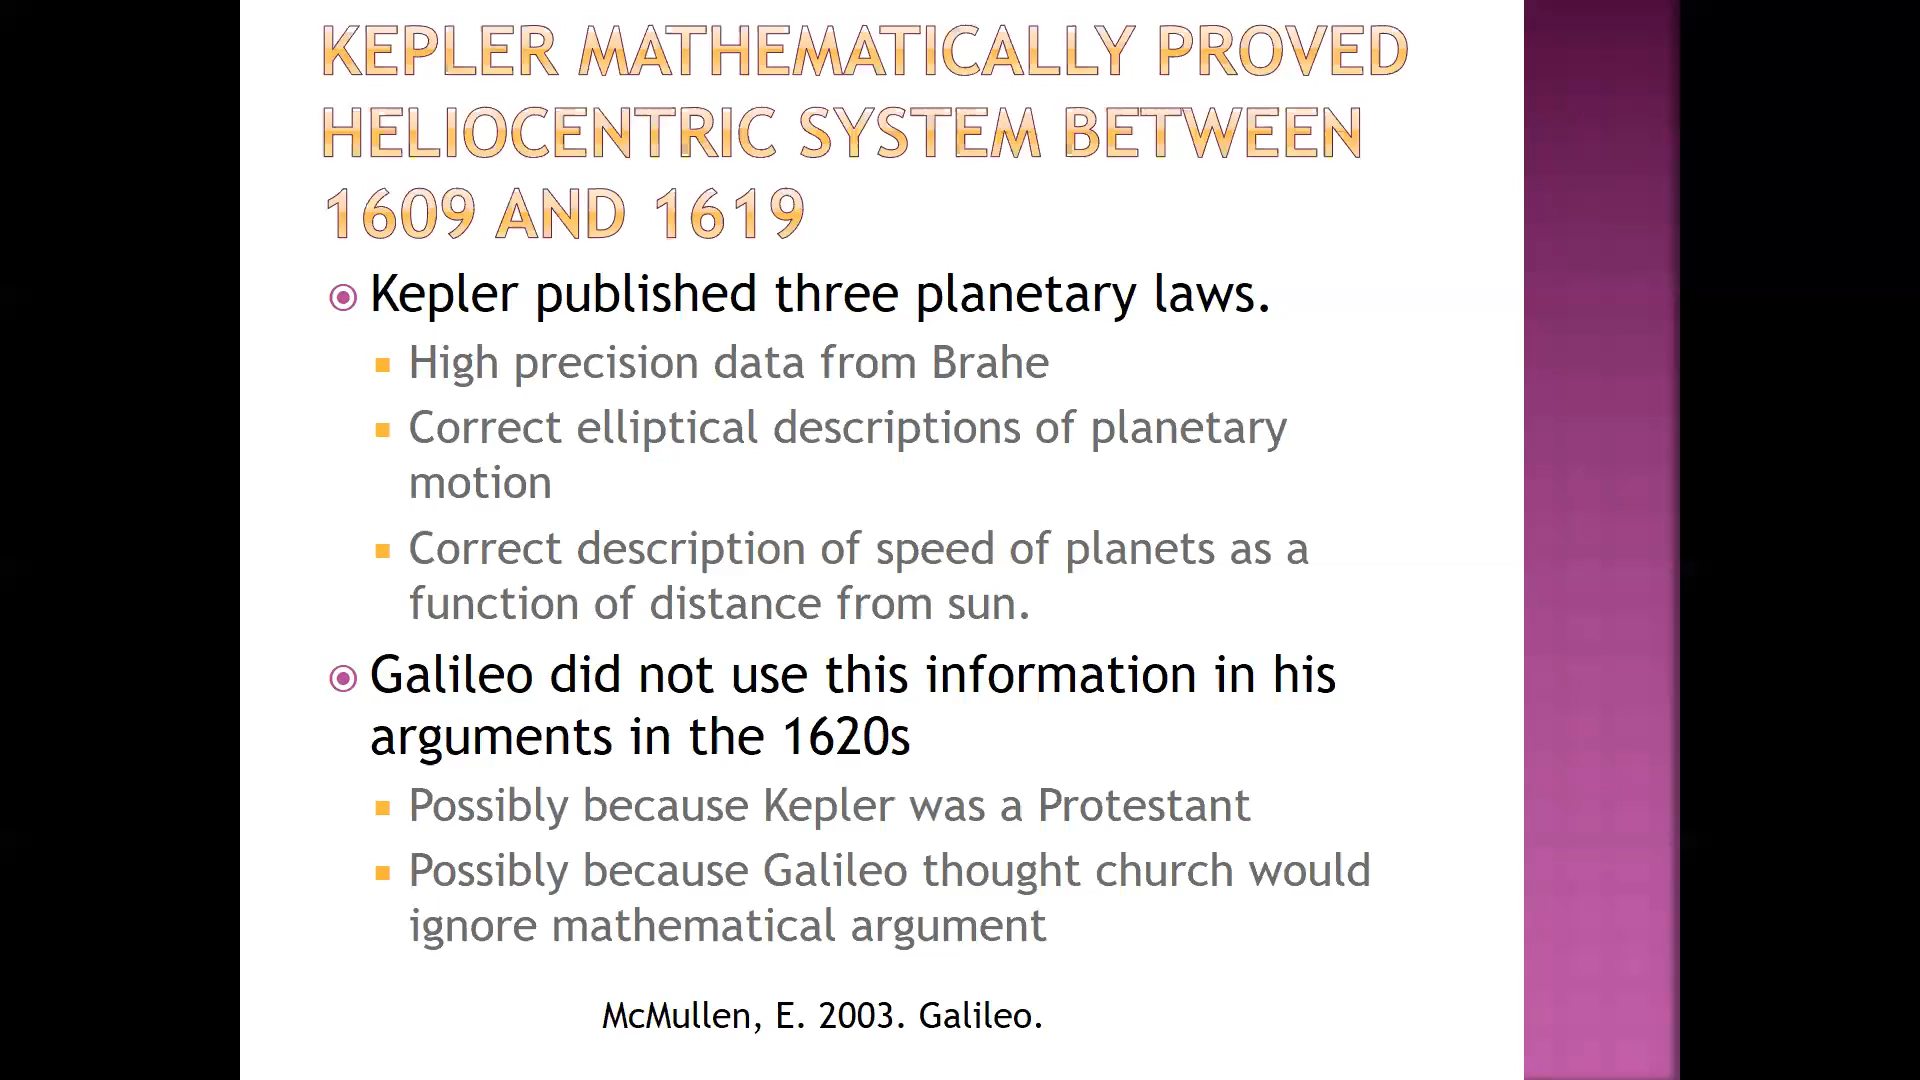 KEPLER MATHEMATICALLY PROVED
HELIOCENTRIC SYSTEM BETWEEN
1609 AND 1619
Kepler published three planetary laws.
High precision data from Brahe
Correct elliptical descriptions of planetary
motion
Correct description of speed of planets as a
function of distance from sun.
Galileo did not use this information in his
arguments in the 1620s
Possibly because Kepler was a Protestant
Possibly because Galileo thought church would
ignore mathematical argument
McMullen, E. 2003. Galileo.